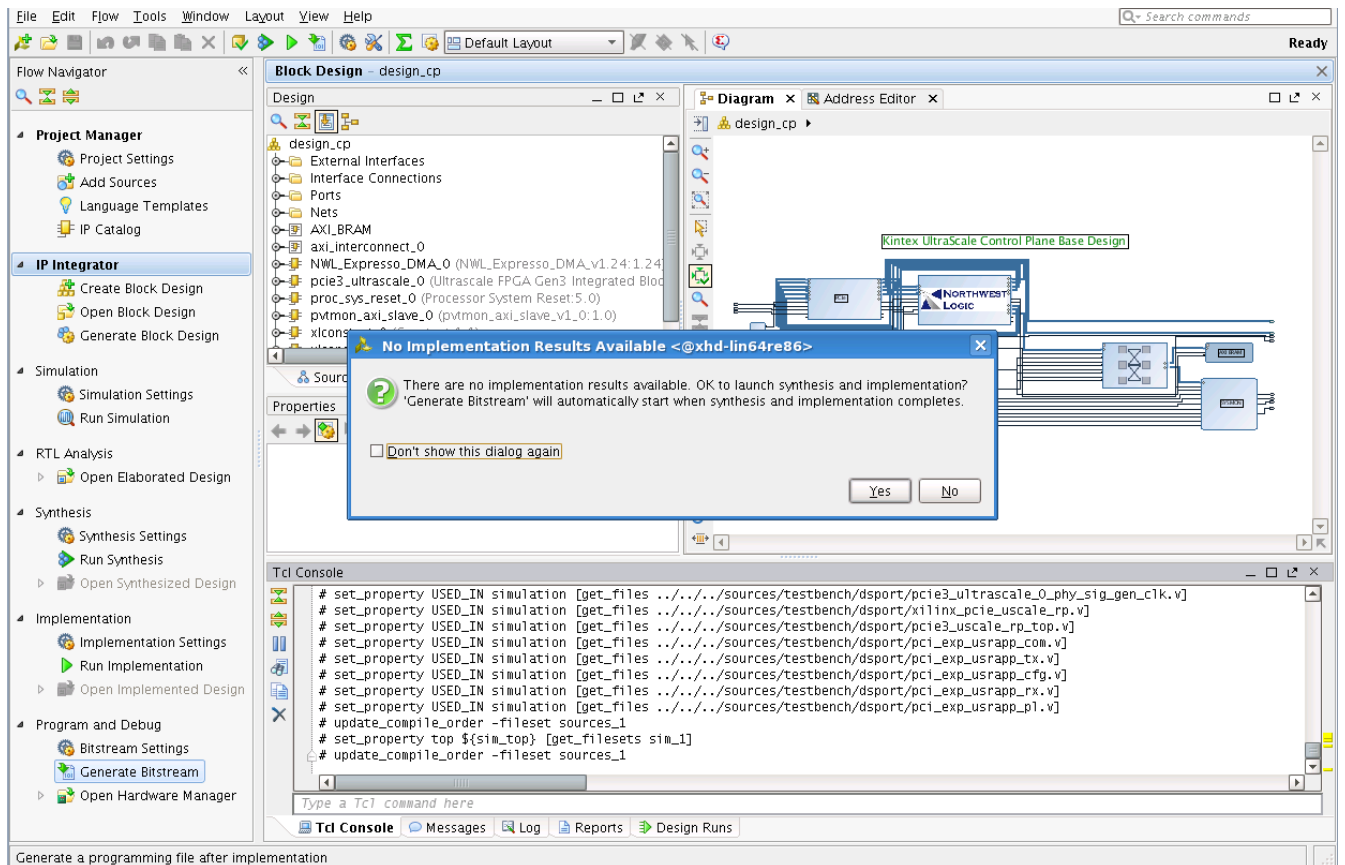 File Edit Flow Tools Window Layout View Help
Search commands
Default Layout
Ready
Flow Navigator
Project Manager
Project Settings
Add Sources
Language Templates
IP Catalog
IP Integrator
Create Block Design
Open Block Design
Generate Block Design
Simulation
Simulation Settings
Run Simulation
RTL Analysis
Open Elaborated Design
Synthesis
Synthesis Settings
Run Synthesis
Open Synthesized Design
Implementation
Implementation Settings
Run Implementation
Open Implemented Design
Program and Debug
Bitstream Settings
Generate Bitstream
Open Hardware Manager
Block Design - design_cp
Design
design_cp
External Interfaces
Interface Connections
Ports
Nets
AXI_BRAM
axi_interconnect_0
NWL_Expresso_DMA_0 (NWL_Expresso_DMA_v1.24:1.24)
pcie3_ultrascale_0 (Ultrascale FPGA Gen3 Integrated Bloc
proc_sys_reset_0 (Processor System Reset:5.0)
pvtmon_axi_slave_0 (pvtmon_axi_slave_v1_0:1.0)
Sourc
Properties
Diagram
Address Editor
design_cp
Kintex UltraScale Control Plane Base Design
NORTHWEST
LOGIC
AXI BRAM
No Implementation Results Available <@xhd-lin64re86>
There are no implementation results available. OK to launch synthesis and implementation?
'Generate Bitstream' will automatically start when synthesis and implementation completes.
Don't show this dialog again
Yes
No
Tcl Console
# set_property USED_IN simulation [get_files ../../../sources/testbench/dsport/pcie3_ultrascale_0_phy_sig_gen_clk.v]
# set_property USED_IN simulation [get_files ../../../sources/testbench/dsport/xilinx_pcie_uscale_rp.v]
# set_property USED_IN simulation [get_files ../../../sources/testbench/dsport/pcie3_uscale_rp_top.v]
# set_property USED_IN simulation [get_files ../../../sources/testbench/dsport/pci_exp_usrapp_com.v]
# set_property USED_IN simulation [get_files ../../../sources/testbench/dsport/pci_exp_usrapp_tx.v]
# set_property USED_IN simulation [get_files ../../../sources/testbench/dsport/pci_exp_usrapp_cfg.v]
# set_property USED_IN simulation [get_files ../../../sources/testbench/dsport/pci_exp_usrapp_rx.v]
# set_property USED_IN simulation [get_files ../../../sources/testbench/dsport/pci_exp_usrapp_pl.v]
# update_compile_order -fileset sources_1
# set_property top ${sim_top} [get_filesets sim_1]
# update_compile_order -fileset sources_1
Type a Tcl command here
Tcl Console
Messages
Log
Reports
Design Runs
Generate a programming file after implementation